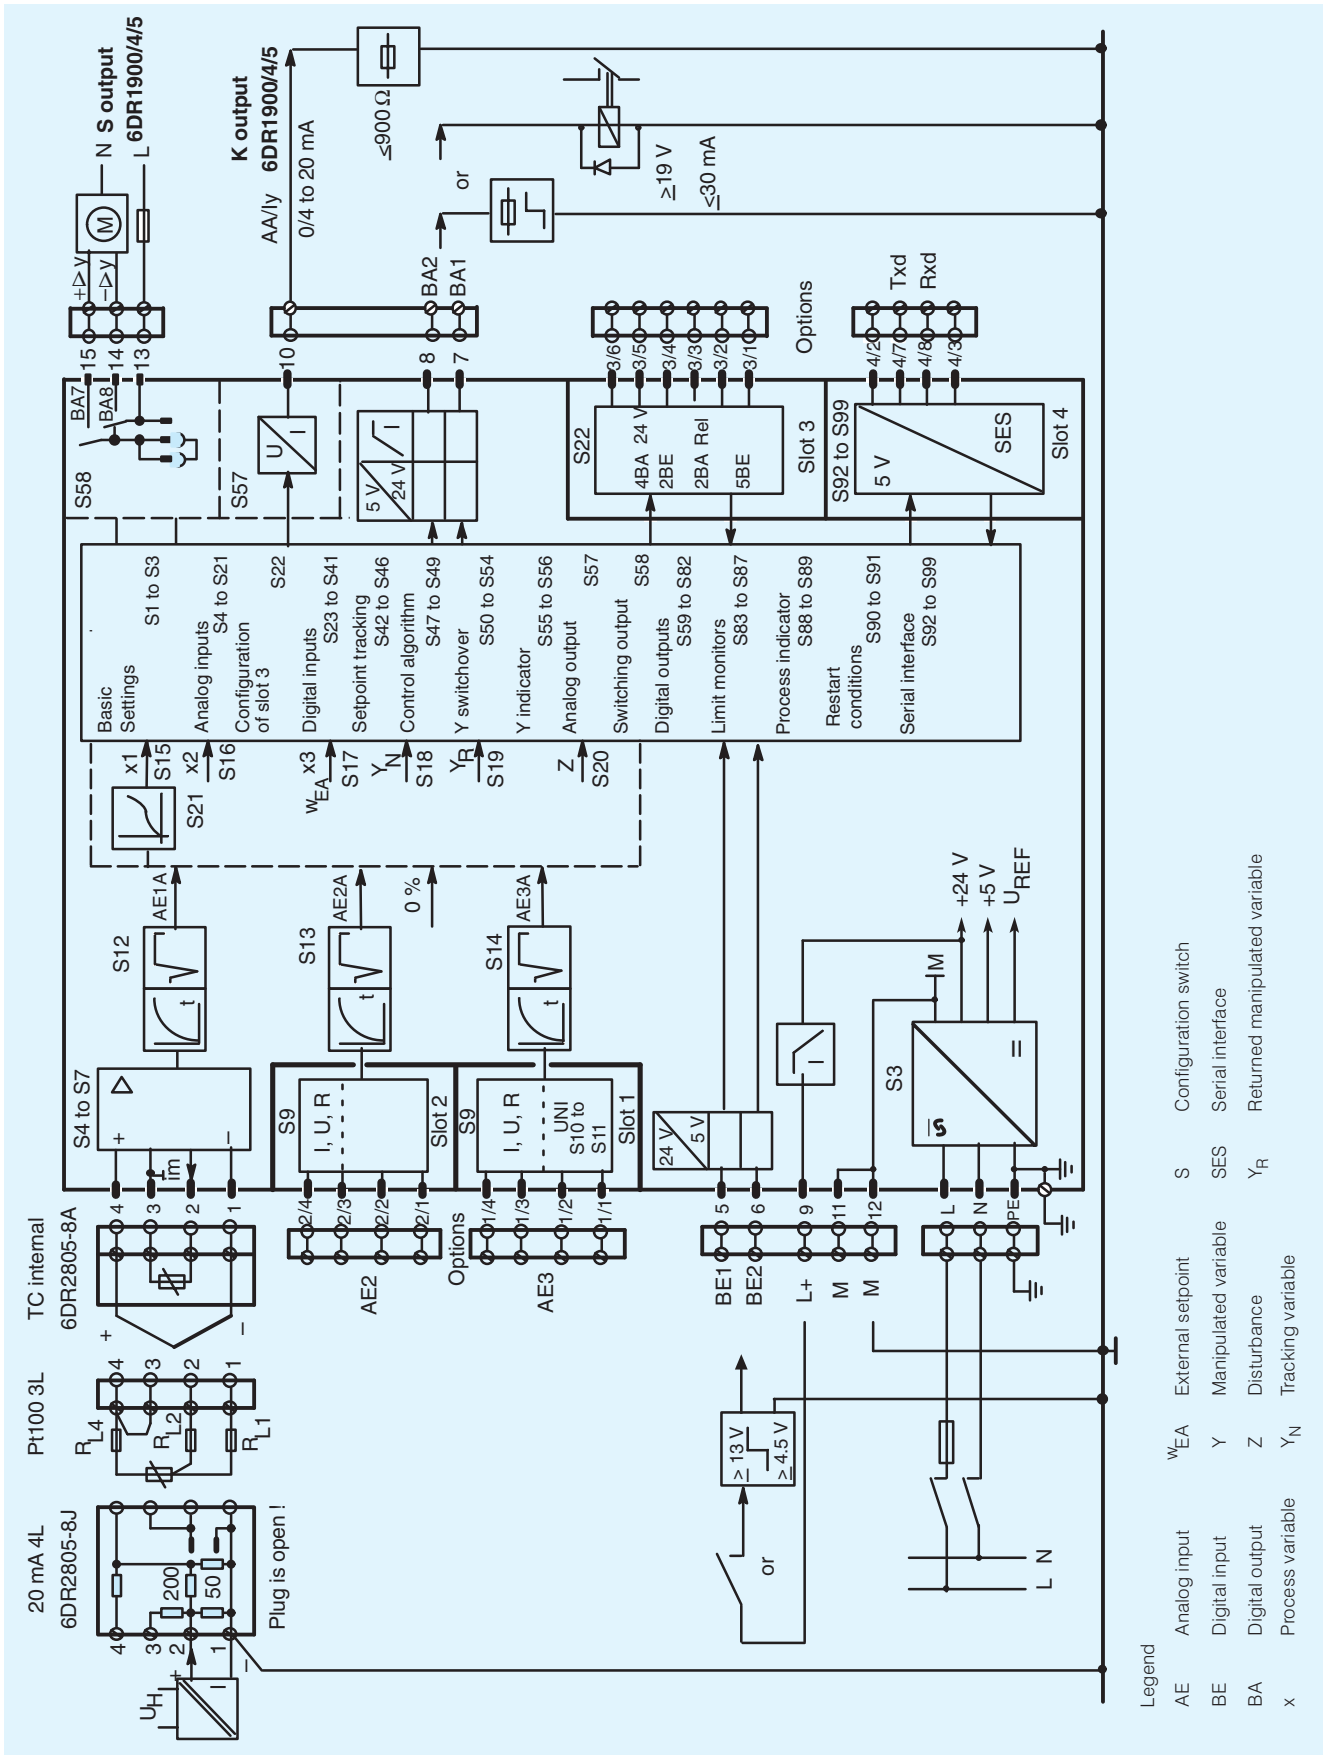 20 mA 4L
6DR2805-8J
UH
+
I
−
4
3
2
1
200
50
Plug is open !
Pt100 3L
RL4
RL2
RL1
4
3
2
1
TC internal
6DR2805-8A
+
−
4
3
2
1
S4 to S7
+
−
Im
S12
t
AE1A
S21
x1
S15
x2
S16
wEA
x3
S17
YN
S18
YR
S19
Z
S20
S13
t
AE2A
0 %
S14
t
AE3A
AE2
2/4
2/3
2/2
2/1
S9
I, U, R
Slot 2
Options
AE3
1/4
1/3
1/2
1/1
S9
I, U, R
UNI
S10 to
S11
Slot 1
BE1
BE2
L+
M
M
5
6
9
11
12
24 V
5 V
I
M
S3
+24 V
+5 V
UREF
L
N
PE
≥ 13 V
≥ 4.5 V
or
L
N
Basic
Settings
S1 to S3
Analog inputs
S4 to S21
Configuration
of slot 3
S22
Digital inputs
S23 to S41
Setpoint tracking
S42 to S46
Control algorithm
S47 to S49
Y switchover
S50 to S54
Y indicator
S55 to S56
Analog output
S57
Switching output
S58
Digital outputs
S59 to S82
Limit monitors
S83 to S87
Process indicator
S88 to S89
Restart
conditions
S90 to S91
Serial interface
S92 to S99
S58
BA7
BA8
15
14
13
+Δ y
−Δ y
M
N
S output
L
6DR1900/4/5
S57
U
I
10
K output
6DR1900/4/5
AA/Iy
0/4 to 20 mA
≤900 Ω
5 V
24 V
I
8
7
BA2
BA1
or
≥19 V
≤30 mA
S22
4BA 24 V
2BE
2BA Rel
5BE
Slot 3
3/6
3/5
3/4
3/3
3/2
3/1
Options
S92 to S99
5 V
SES
Slot 4
4/2
4/7
4/8
4/3
Txd
Rxd
Legend
AE Analog input
BE Digital input
BA Digital output
x Process variable
wEA External setpoint
Y Manipulated variable
Z Disturbance
YN Tracking variable
S Configuration switch
SES Serial interface
YR Returned manipulated variable